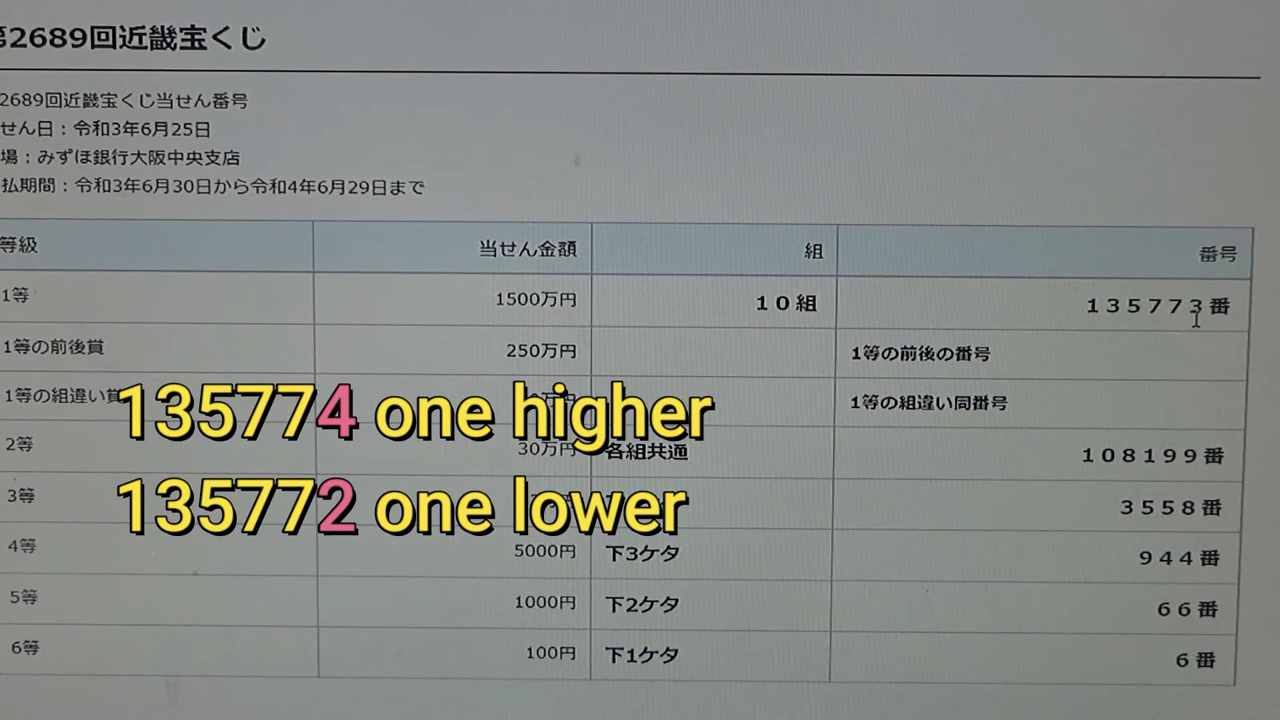 第2689回近畿宝くじ
2689回近畿宝くじ当せん番号
せん日：令和3年6月25日
場：みずほ銀行大阪中央支店
払期間：令和3年6月30日から令和4年6月29日まで
等級 当せん金額 組 番号
1等 1500万円 10組 135773番
1等の前後賞 250万円 1等の前後の番号
1等の組違い賞 1等の組違い同番号
135774 one higher
2等 30万円 各組共通 108199番
3等 3558番
135772 one lower
4等 5000円 下3ケタ 944番
5等 1000円 下2ケタ 66番
6等 100円 下1ケタ 6番